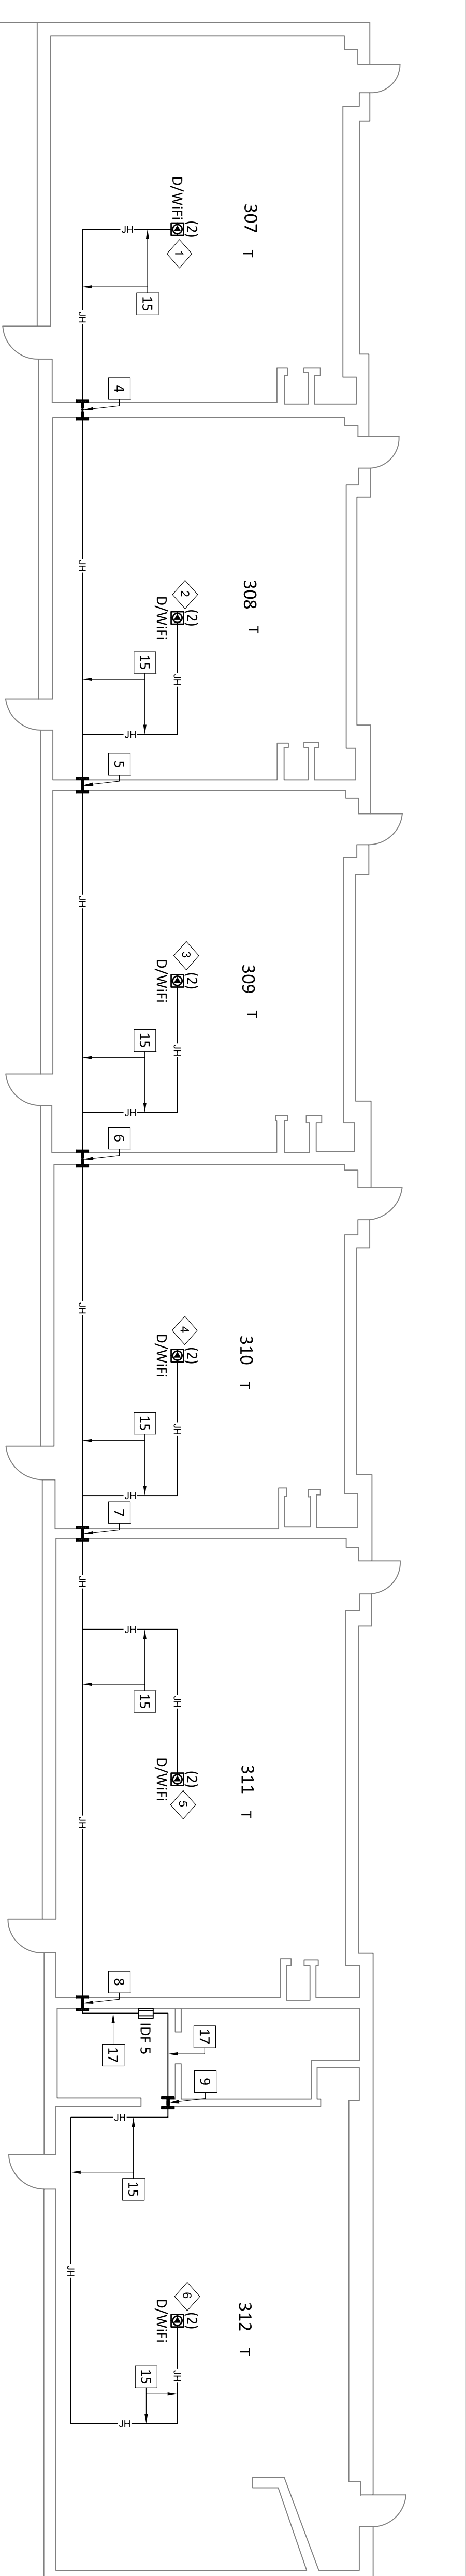 307 T
(2)
D/WiFi
1
JH
15
JH
4
308 T
2
(2)
D/WiFi
JH
JH
15
JH
5
309 T
3
(2)
D/WiFi
JH
JH
15
JH
6
310 T
4
(2)
D/WiFi
JH
JH
15
JH
7
311 T
JH
JH
JH
15
(2)
D/WiFi
5
JH
8
IDF 5
17
17
9
312 T
JH
15
6
(2)
D/WiFi
JH
JH
15
JH